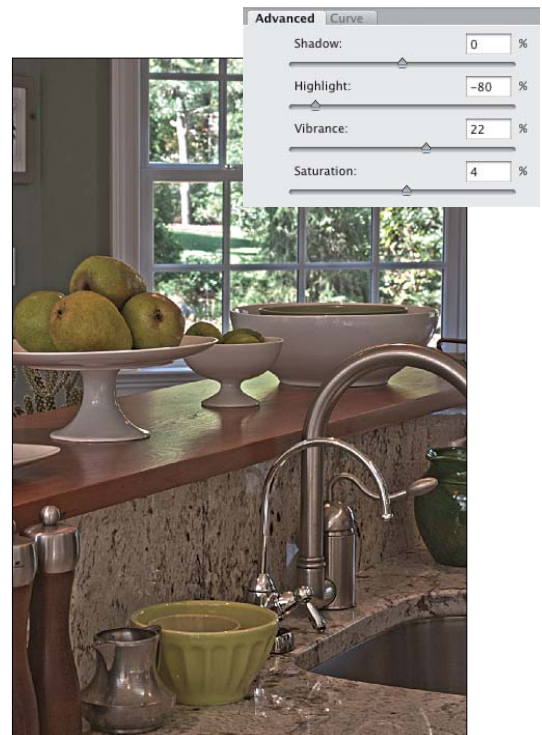 Advanced Curve
Shadow: 0 %
Highlight: -80 %
Vibrance: 22 %
Saturation: 4 %